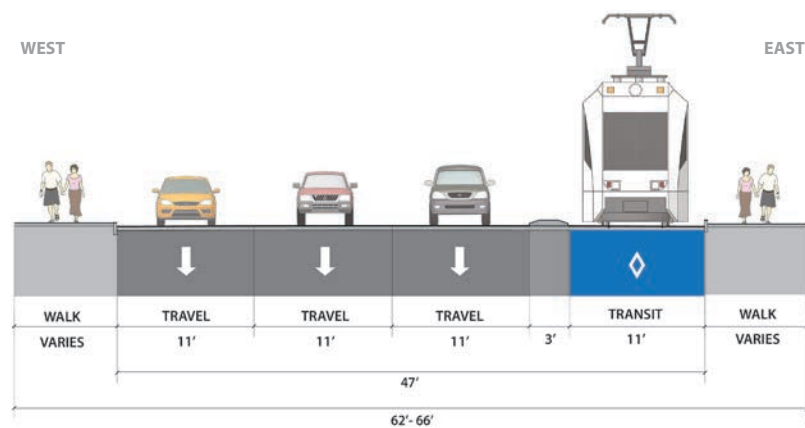 WEST
EAST
WALK TRAVEL TRAVEL TRAVEL TRANSIT WALK
VARIES 11' 11' 11' 3' 11' VARIES
47'
62'- 66'